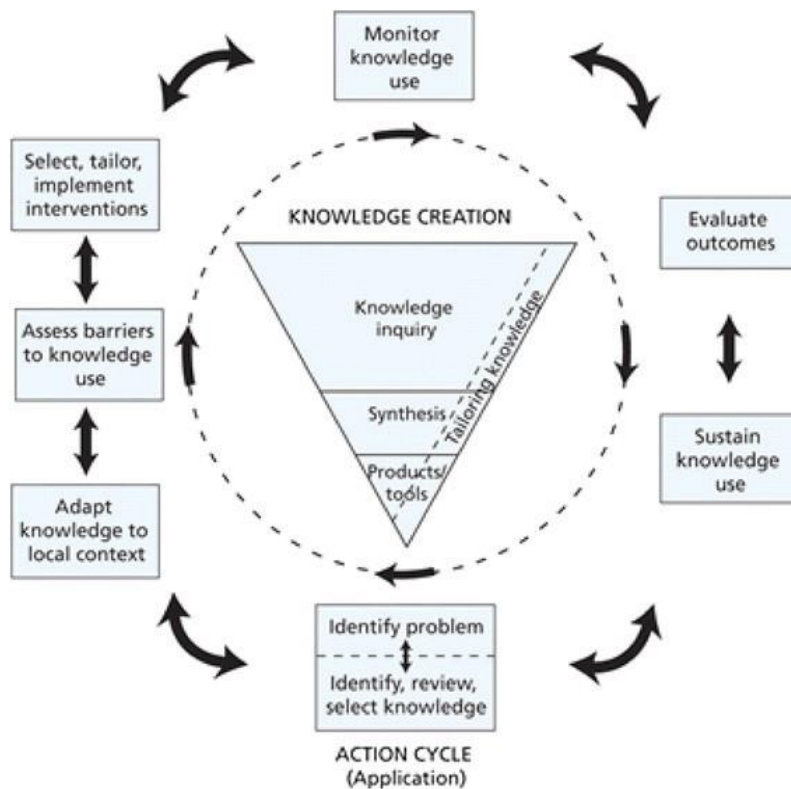 Monitor
knowledge
use
Select, tailor,
implement
interventions
Evaluate
outcomes
KNOWLEDGE CREATION
Knowledge
inquiry
Tailoring knowledge
Synthesis
Products/
tools
Assess barriers
to knowledge
use
Sustain
knowledge
use
Adapt
knowledge to
local context
Identify problem
Identify, review,
select knowledge
ACTION CYCLE
(Application)